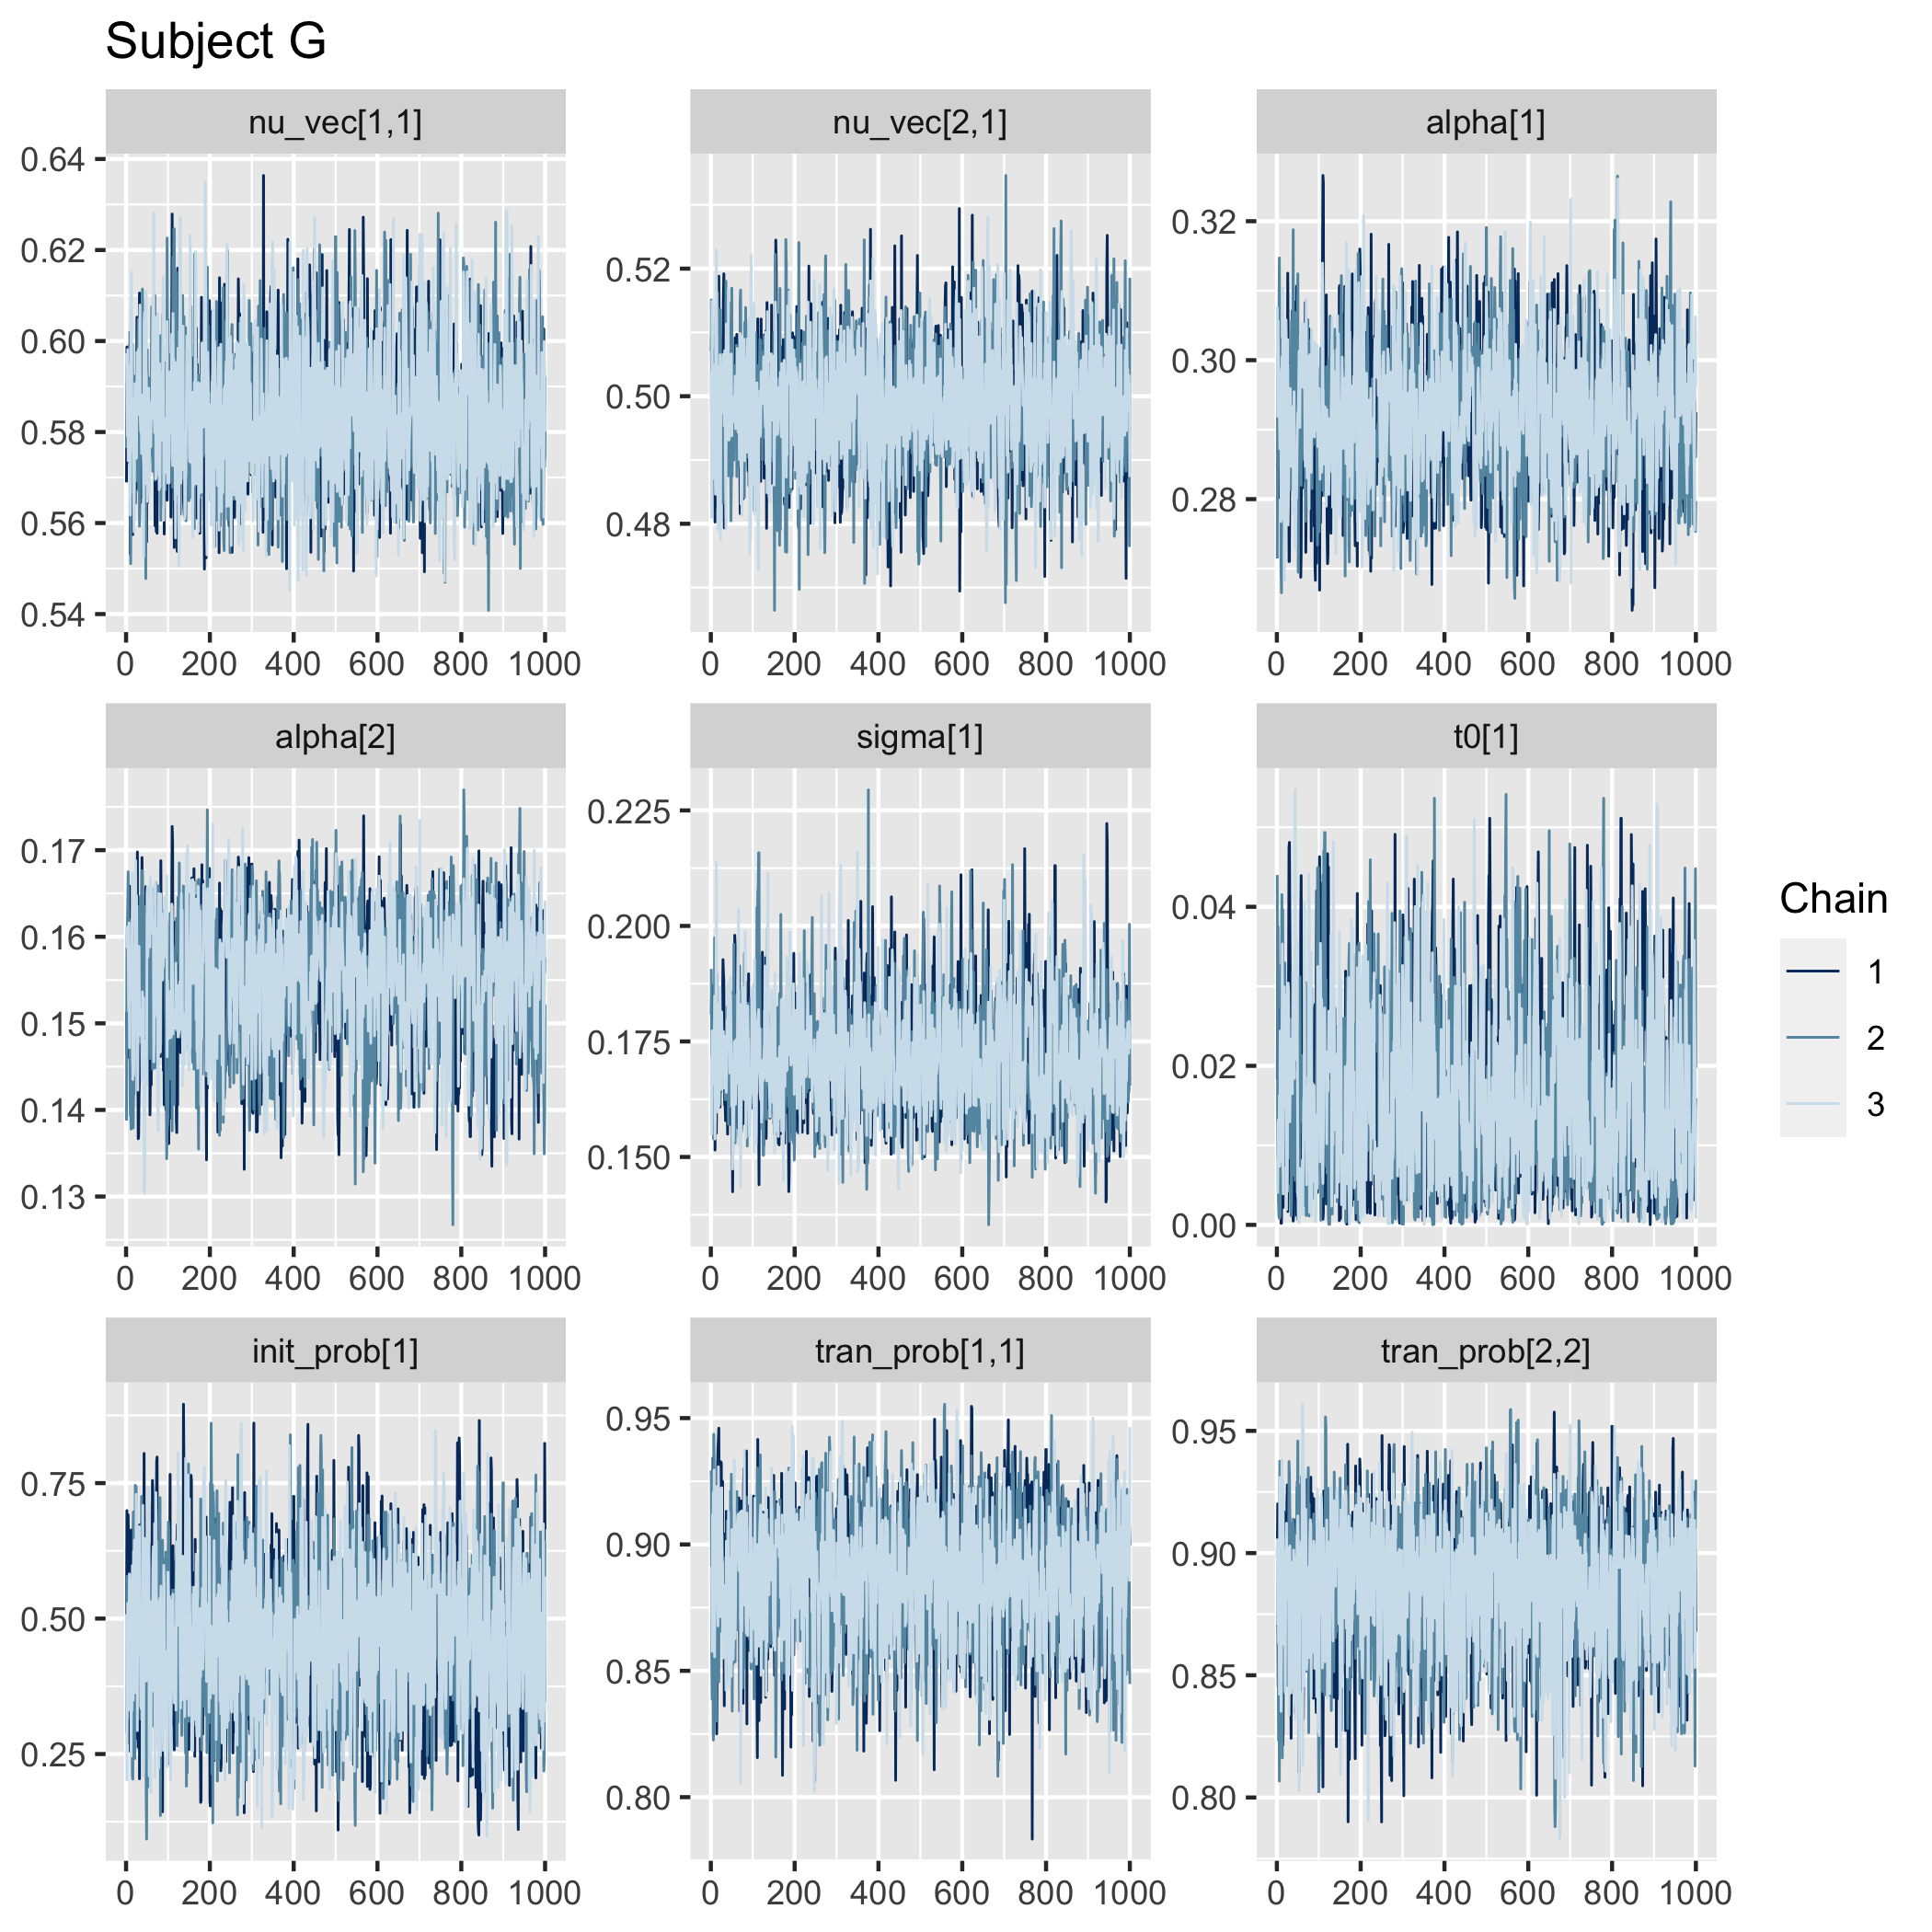 Subject G
nu_vec[1,1]
nu_vec[2,1]
alpha[1]
0.64
0.62
0.60
0.58
0.56
0.54
0.52
0.50
0.48
0.32
0.30
0.28
0 200 400 600 800 1000
0 200 400 600 800 1000
0 200 400 600 800 1000
alpha[2]
sigma[1]
t0[1]
0.17
0.16
0.15
0.14
0.13
0.225
0.200
0.175
0.150
0.04
0.02
0.00
0 200 400 600 800 1000
0 200 400 600 800 1000
0 200 400 600 800 1000
init_prob[1]
tran_prob[1,1]
tran_prob[2,2]
0.75
0.50
0.25
0.95
0.90
0.85
0.80
0.95
0.90
0.85
0.80
0 200 400 600 800 1000
0 200 400 600 800 1000
0 200 400 600 800 1000
Chain
1
2
3